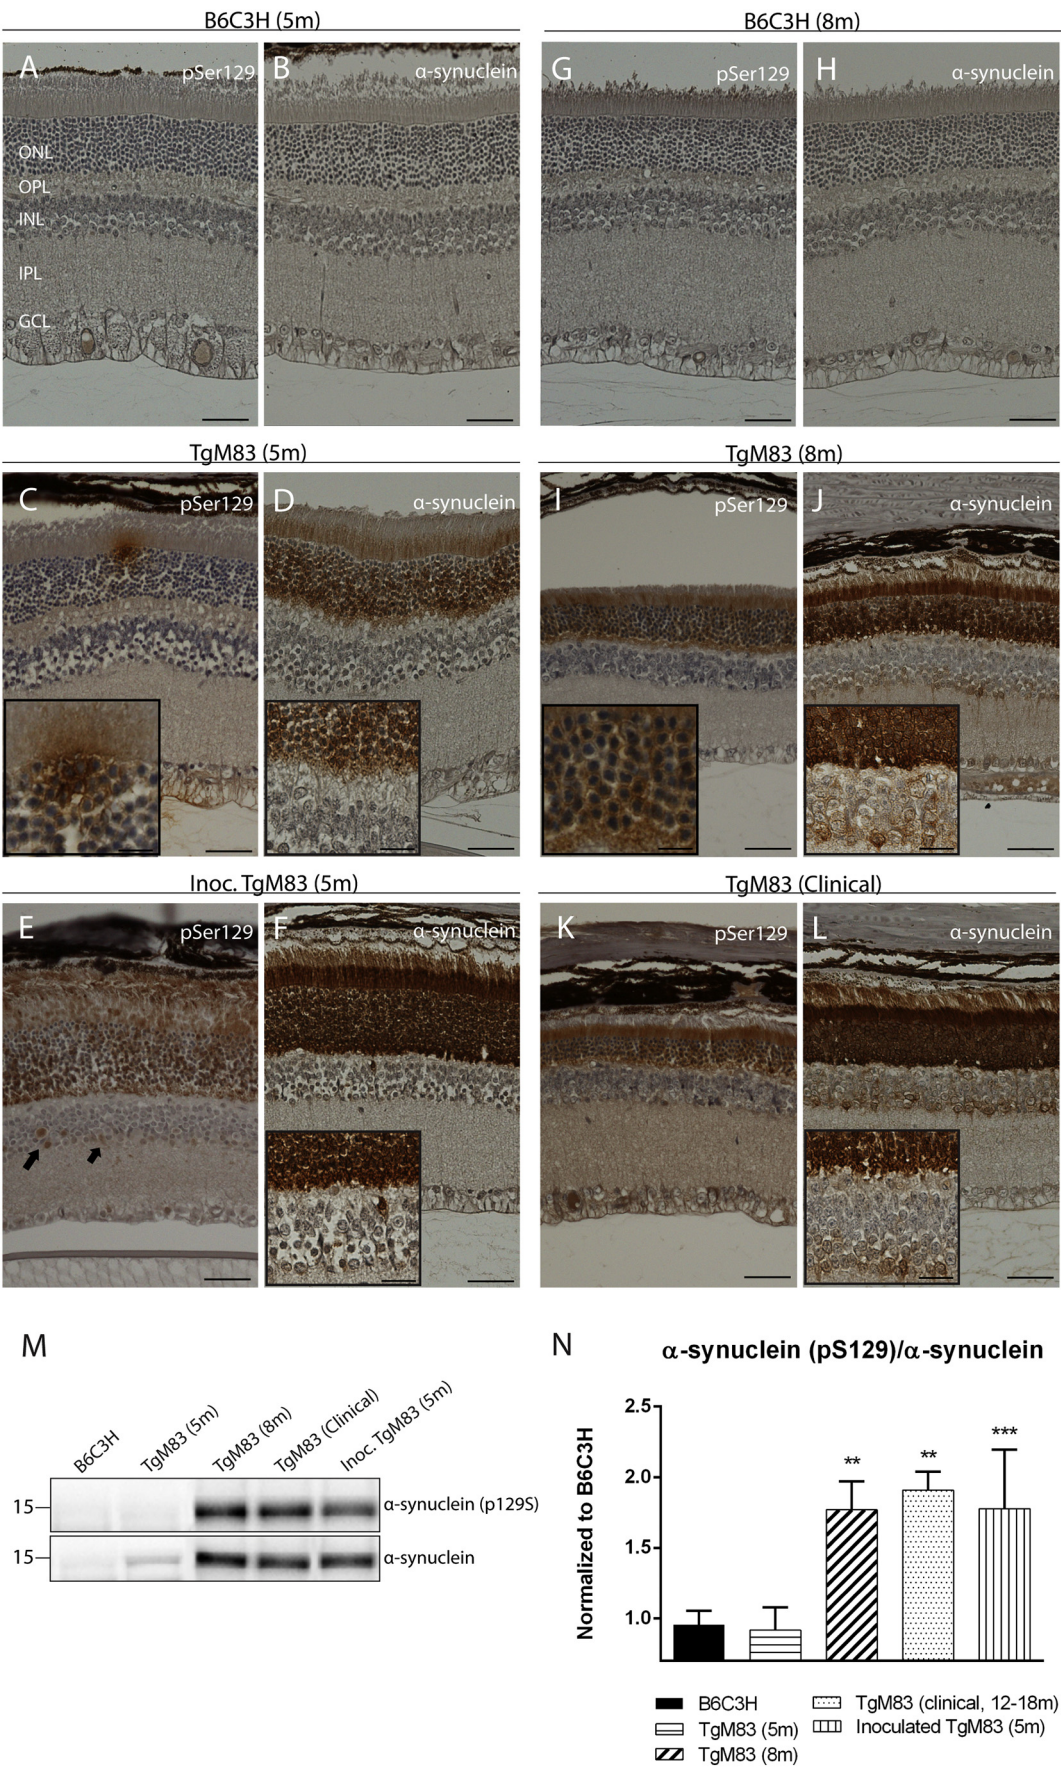 B6C3H (5m)
B6C3H (8m)
A
pSer129
B
α-synuclein
G
pSer129
H
α-synuclein
ONL
OPL
INL
IPL
GCL
TgM83 (5m)
TgM83 (8m)
C
pSer129
D
α-synuclein
I
pSer129
J
α-synuclein
Inoc. TgM83 (5m)
TgM83 (Clinical)
E
pSer129
F
α-synuclein
K
pSer129
L
α-synuclein
M
B6C3H
TgM83 (5m)
TgM83 (8m)
TgM83 (Clinical)
Inoc. TgM83 (5m)
15
α-synuclein (p129S)
15
α-synuclein
N
α-synuclein (pS129)/α-synuclein
Normalized to B6C3H
2.5
2.0
1.5
1.0
**
**
***
B6C3H
TgM83 (5m)
TgM83 (8m)
TgM83 (clinical, 12-18m)
Inoculated TgM83 (5m)